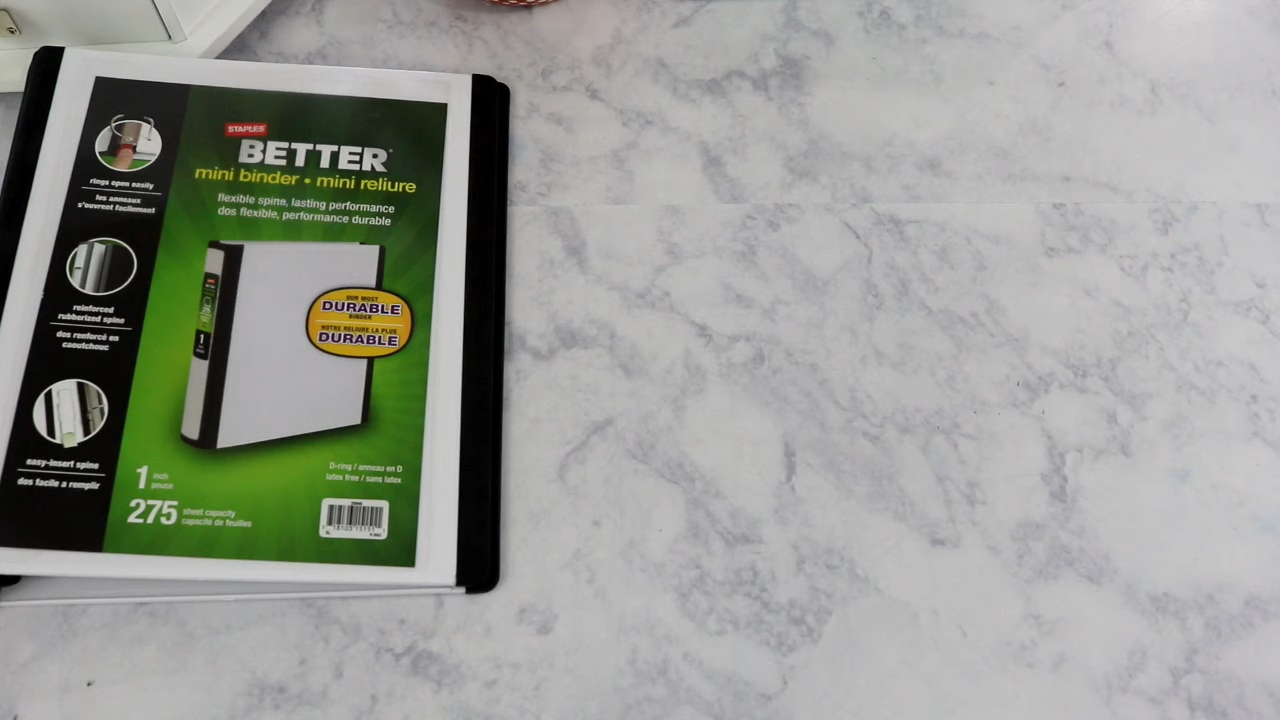 STAPLES
BETTER
mini binder • mini reliure
flexible spine, lasting performance
dos flexible, performance durable
rings open easily
les anneaux
s'ouvrent facilement
reinforced
rubberized spine
dos renforcé en
caoutchouc
easy-insert spine
dos facile a remplir
OUR MOST
DURABLE
BINDER
NOTRE RELIURE LA PLUS
DURABLE
1
1 inch
pouce
275 sheet capacity
capacité de feuilles
D-ring / anneau en D
latex free / sans latex